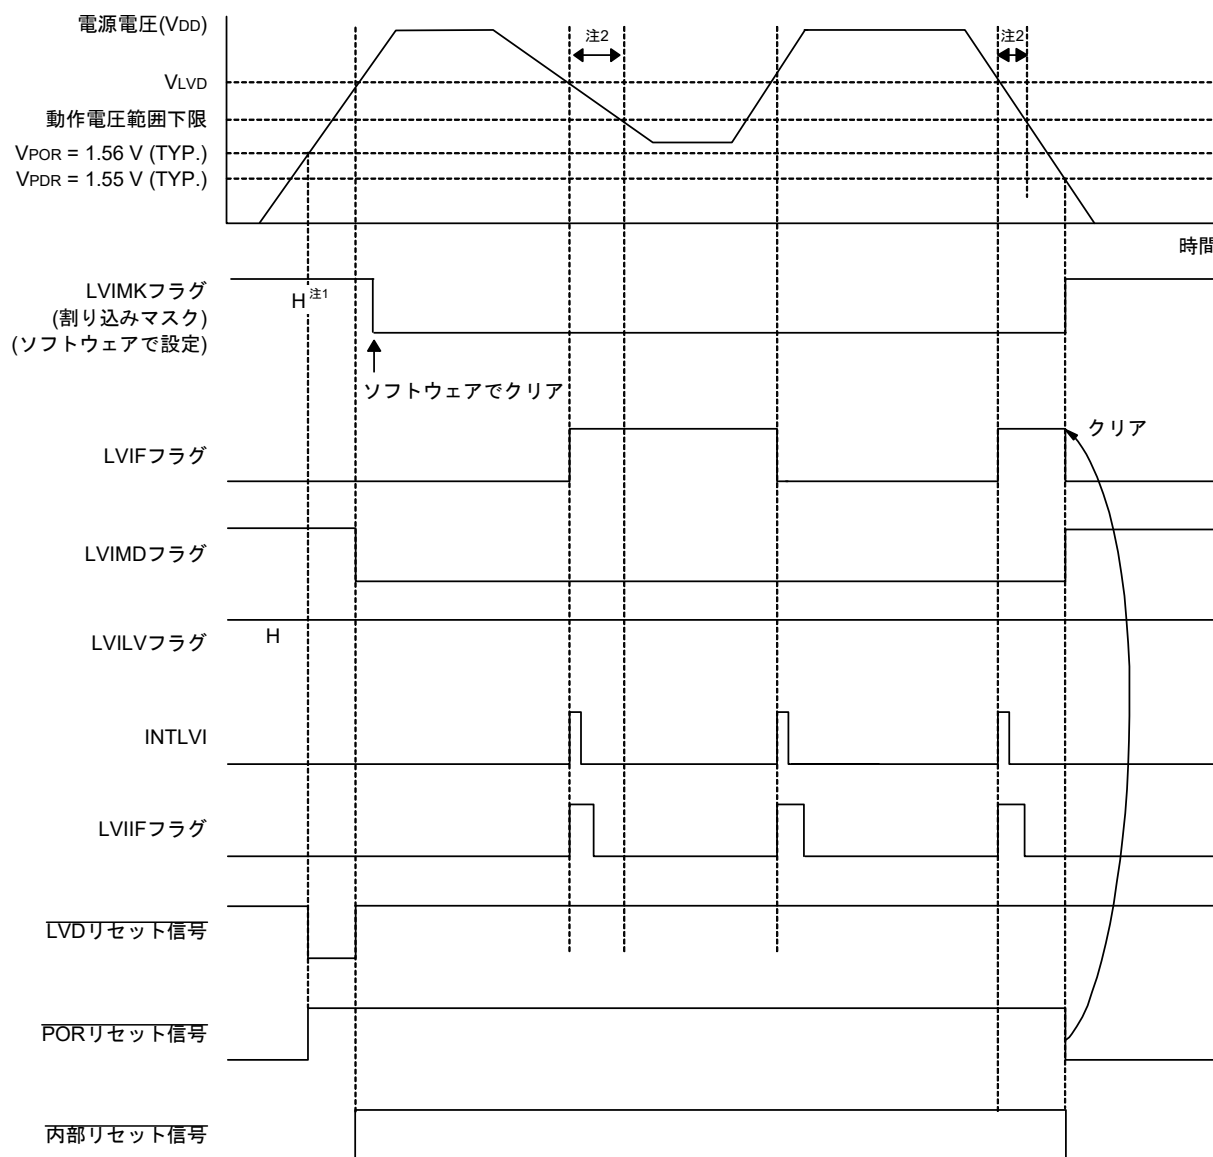 電源電圧(VDD)
注2
注2
VLVD
動作電圧範囲下限
VPOR = 1.56 V (TYP.)
VPDR = 1.55 V (TYP.)
時間
LVIMKフラグ
(割り込みマスク)
(ソフトウェアで設定)
H 注1
ソフトウェアでクリア
クリア
LVIFフラグ
LVIMDフラグ
LVILVフラグ
H
INTLVI
LVIIFフラグ
LVDリセット信号
PORリセット信号
内部リセット信号